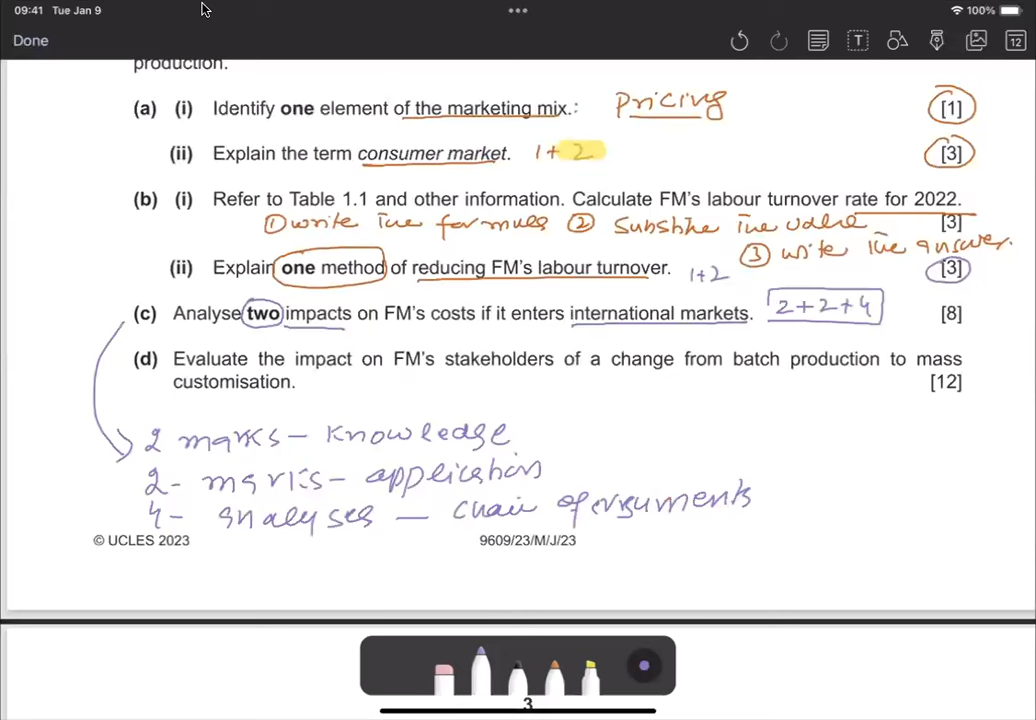 09:41 Tue Jan 9
100%
Done
T
12
production.
(a) (i) Identify one element of the marketing mix.: Pricing [1]
(ii) Explain the term consumer market. 1+ 2 [3]
(b) (i) Refer to Table 1.1 and other information. Calculate FM's labour turnover rate for 2022.
① write the formula ② Substitute the value [3]
③ write the answer.
(ii) Explain one method of reducing FM's labour turnover. 1+2 [3]
(c) Analyse two impacts on FM's costs if it enters international markets. 2+2+4 [8]
(d) Evaluate the impact on FM's stakeholders of a change from batch production to mass
customisation. [12]
2 marks - Knowledge
2 - marks - application
4 - analyses - chain of arguments
© UCLES 2023 9609/23/M/J/23
3